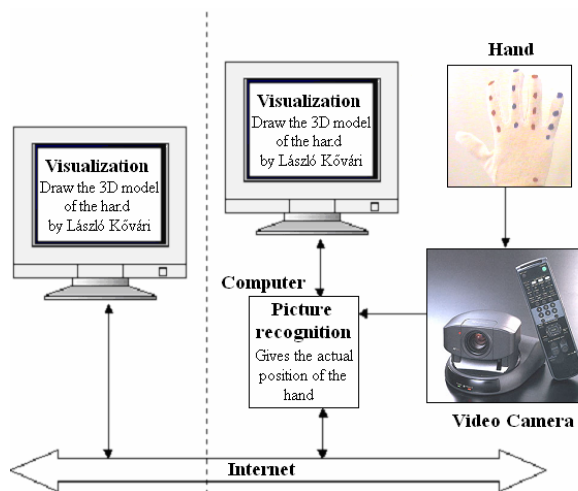 Visualization
Draw the 3D model
of the har.d
by László Kővári
Visualization
Draw the 3D model
of the har.d
by László Kővári
Hand
Computer
Picture
recognition
Gives the actual
position of the
hand
Video Camera
Internet